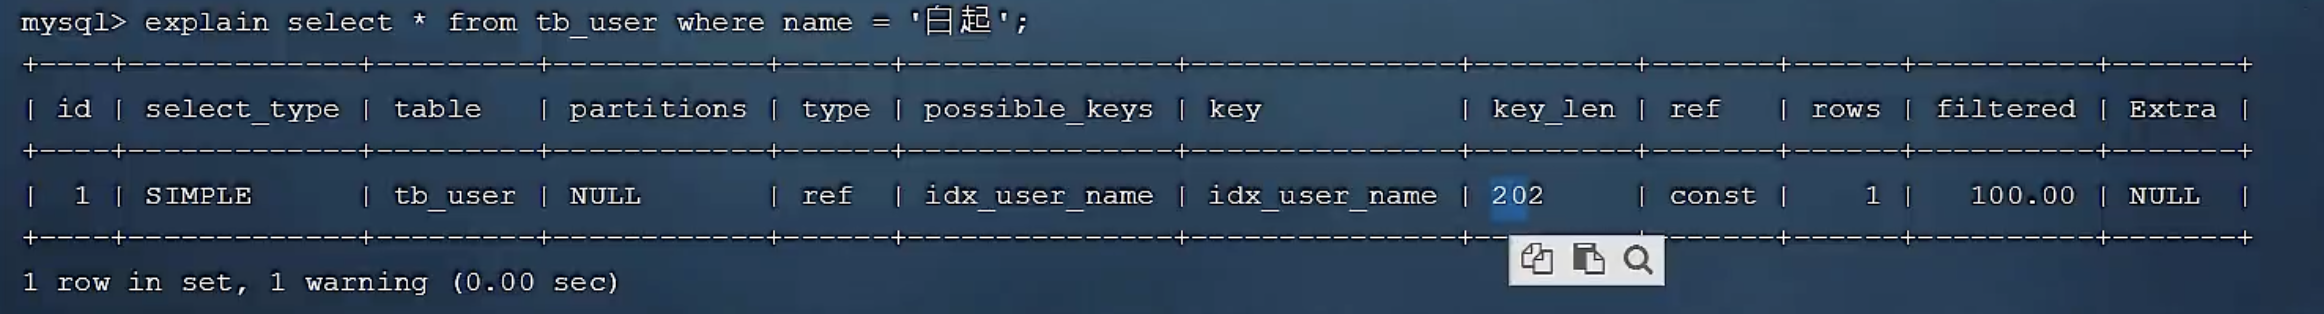 mysql> explain select * from tb_user where name = '白起';
+----+-------------+---------+------------+------+---------------+---------------+---------+-------+------+----------+-------+
| id | select_type | table   | partitions | type | possible_keys | key           | key_len | ref   | rows | filtered | Extra |
+----+-------------+---------+------------+------+---------------+---------------+---------+-------+------+----------+-------+
|  1 | SIMPLE      | tb_user | NULL       | ref  | idx_user_name | idx_user_name | 202     | const |    1 |   100.00 | NULL  |
+----+-------------+---------+------------+------+---------------+---------------+---------+-------+------+----------+-------+
1 row in set, 1 warning (0.00 sec)